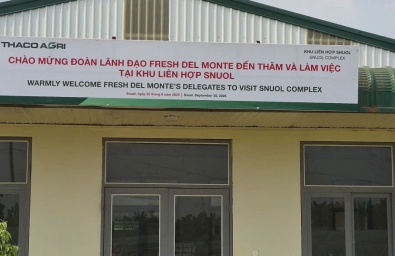 THACO AGRI
KHU LIÊN HỢP SNUOL
SNUOL COMPLEX
CHÀO MỪNG ĐOÀN LÃNH ĐẠO FRESH DEL MONTE ĐẾN THĂM VÀ LÀM VIỆC
TẠI KHU LIÊN HỢP SNUOL
WARMLY WELCOME FRESH DEL MONTE'S DELEGATES TO VISIT SNUOL COMPLEX